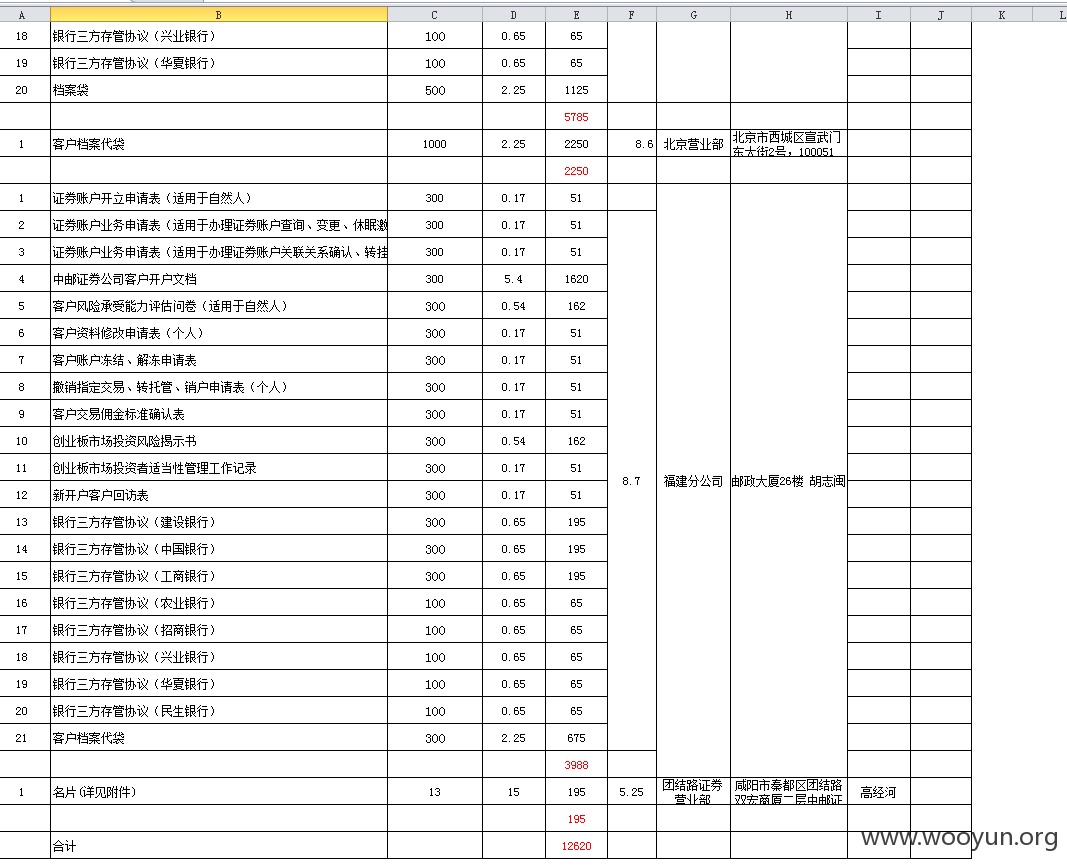 A B C D E F G H I J K L
18 银行三方存管协议（兴业银行） 100 0.65 65
19 银行三方存管协议（华夏银行） 100 0.65 65
20 档案袋 500 2.25 1125
5785
1 客户档案代袋 1000 2.25 2250 8.6 北京营业部 北京市西城区宣武门
东大街2号，100051
2250
1 证券账户开立申请表（适用于自然人） 300 0.17 51
2 证券账户业务申请表（适用于办理证券账户查询、变更、休眠激 300 0.17 51
3 证券账户业务申请表（适用于办理证券账户关联关系确认、转挂 300 0.17 51
4 中邮证券公司客户开户文档 300 5.4 1620
5 客户风险承受能力评估问卷（适用于自然人） 300 0.54 162
6 客户资料修改申请表（个人） 300 0.17 51
7 客户账户冻结、解冻申请表 300 0.17 51
8 撤销指定交易、转托管、销户申请表（个人） 300 0.17 51
9 客户交易佣金标准确认表 300 0.17 51
10 创业板市场投资风险揭示书 300 0.54 162
11 创业板市场投资者适当性管理工作记录 300 0.17 51
12 新开户客户回访表 300 0.17 51
8.7 福建分公司 邮政大厦26楼 胡志闽
13 银行三方存管协议（建设银行） 300 0.65 195
14 银行三方存管协议（中国银行） 300 0.65 195
15 银行三方存管协议（工商银行） 300 0.65 195
16 银行三方存管协议（农业银行） 100 0.65 65
17 银行三方存管协议（招商银行） 100 0.65 65
18 银行三方存管协议（兴业银行） 100 0.65 65
19 银行三方存管协议（华夏银行） 100 0.65 65
20 银行三方存管协议（民生银行） 100 0.65 65
21 客户档案代袋 300 2.25 675
3988
1 名片(详见附件） 13 15 195 5.25 团结路证券 咸阳市秦都区团结路 高经河
营业部 双宏商厦二层中邮证
195
合计 12620
www.wooyun.org